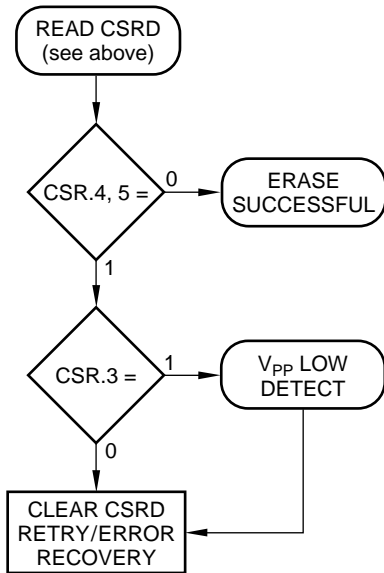 READ CSRD
(see above)
CSR.4, 5 =
0
ERASE
SUCCESSFUL
1
CSR.3 =
1
VPP LOW
DETECT
0
CLEAR CSRD
RETRY/ERROR
RECOVERY